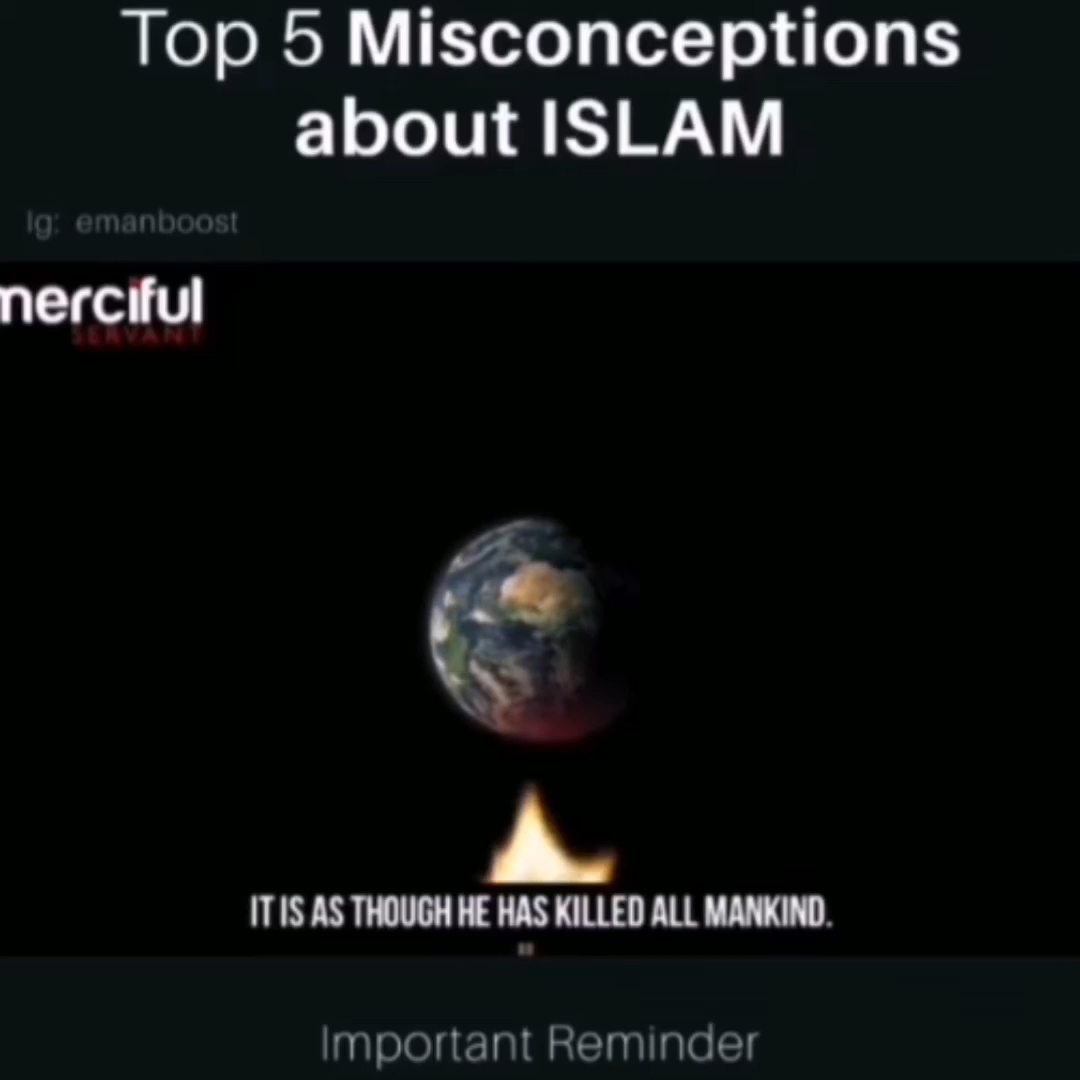 Top 5 Misconceptions
about ISLAM
Ig: emanboost
merciful
SERVANT
IT IS AS THOUGH HE HAS KILLED ALL MANKIND.
Important Reminder